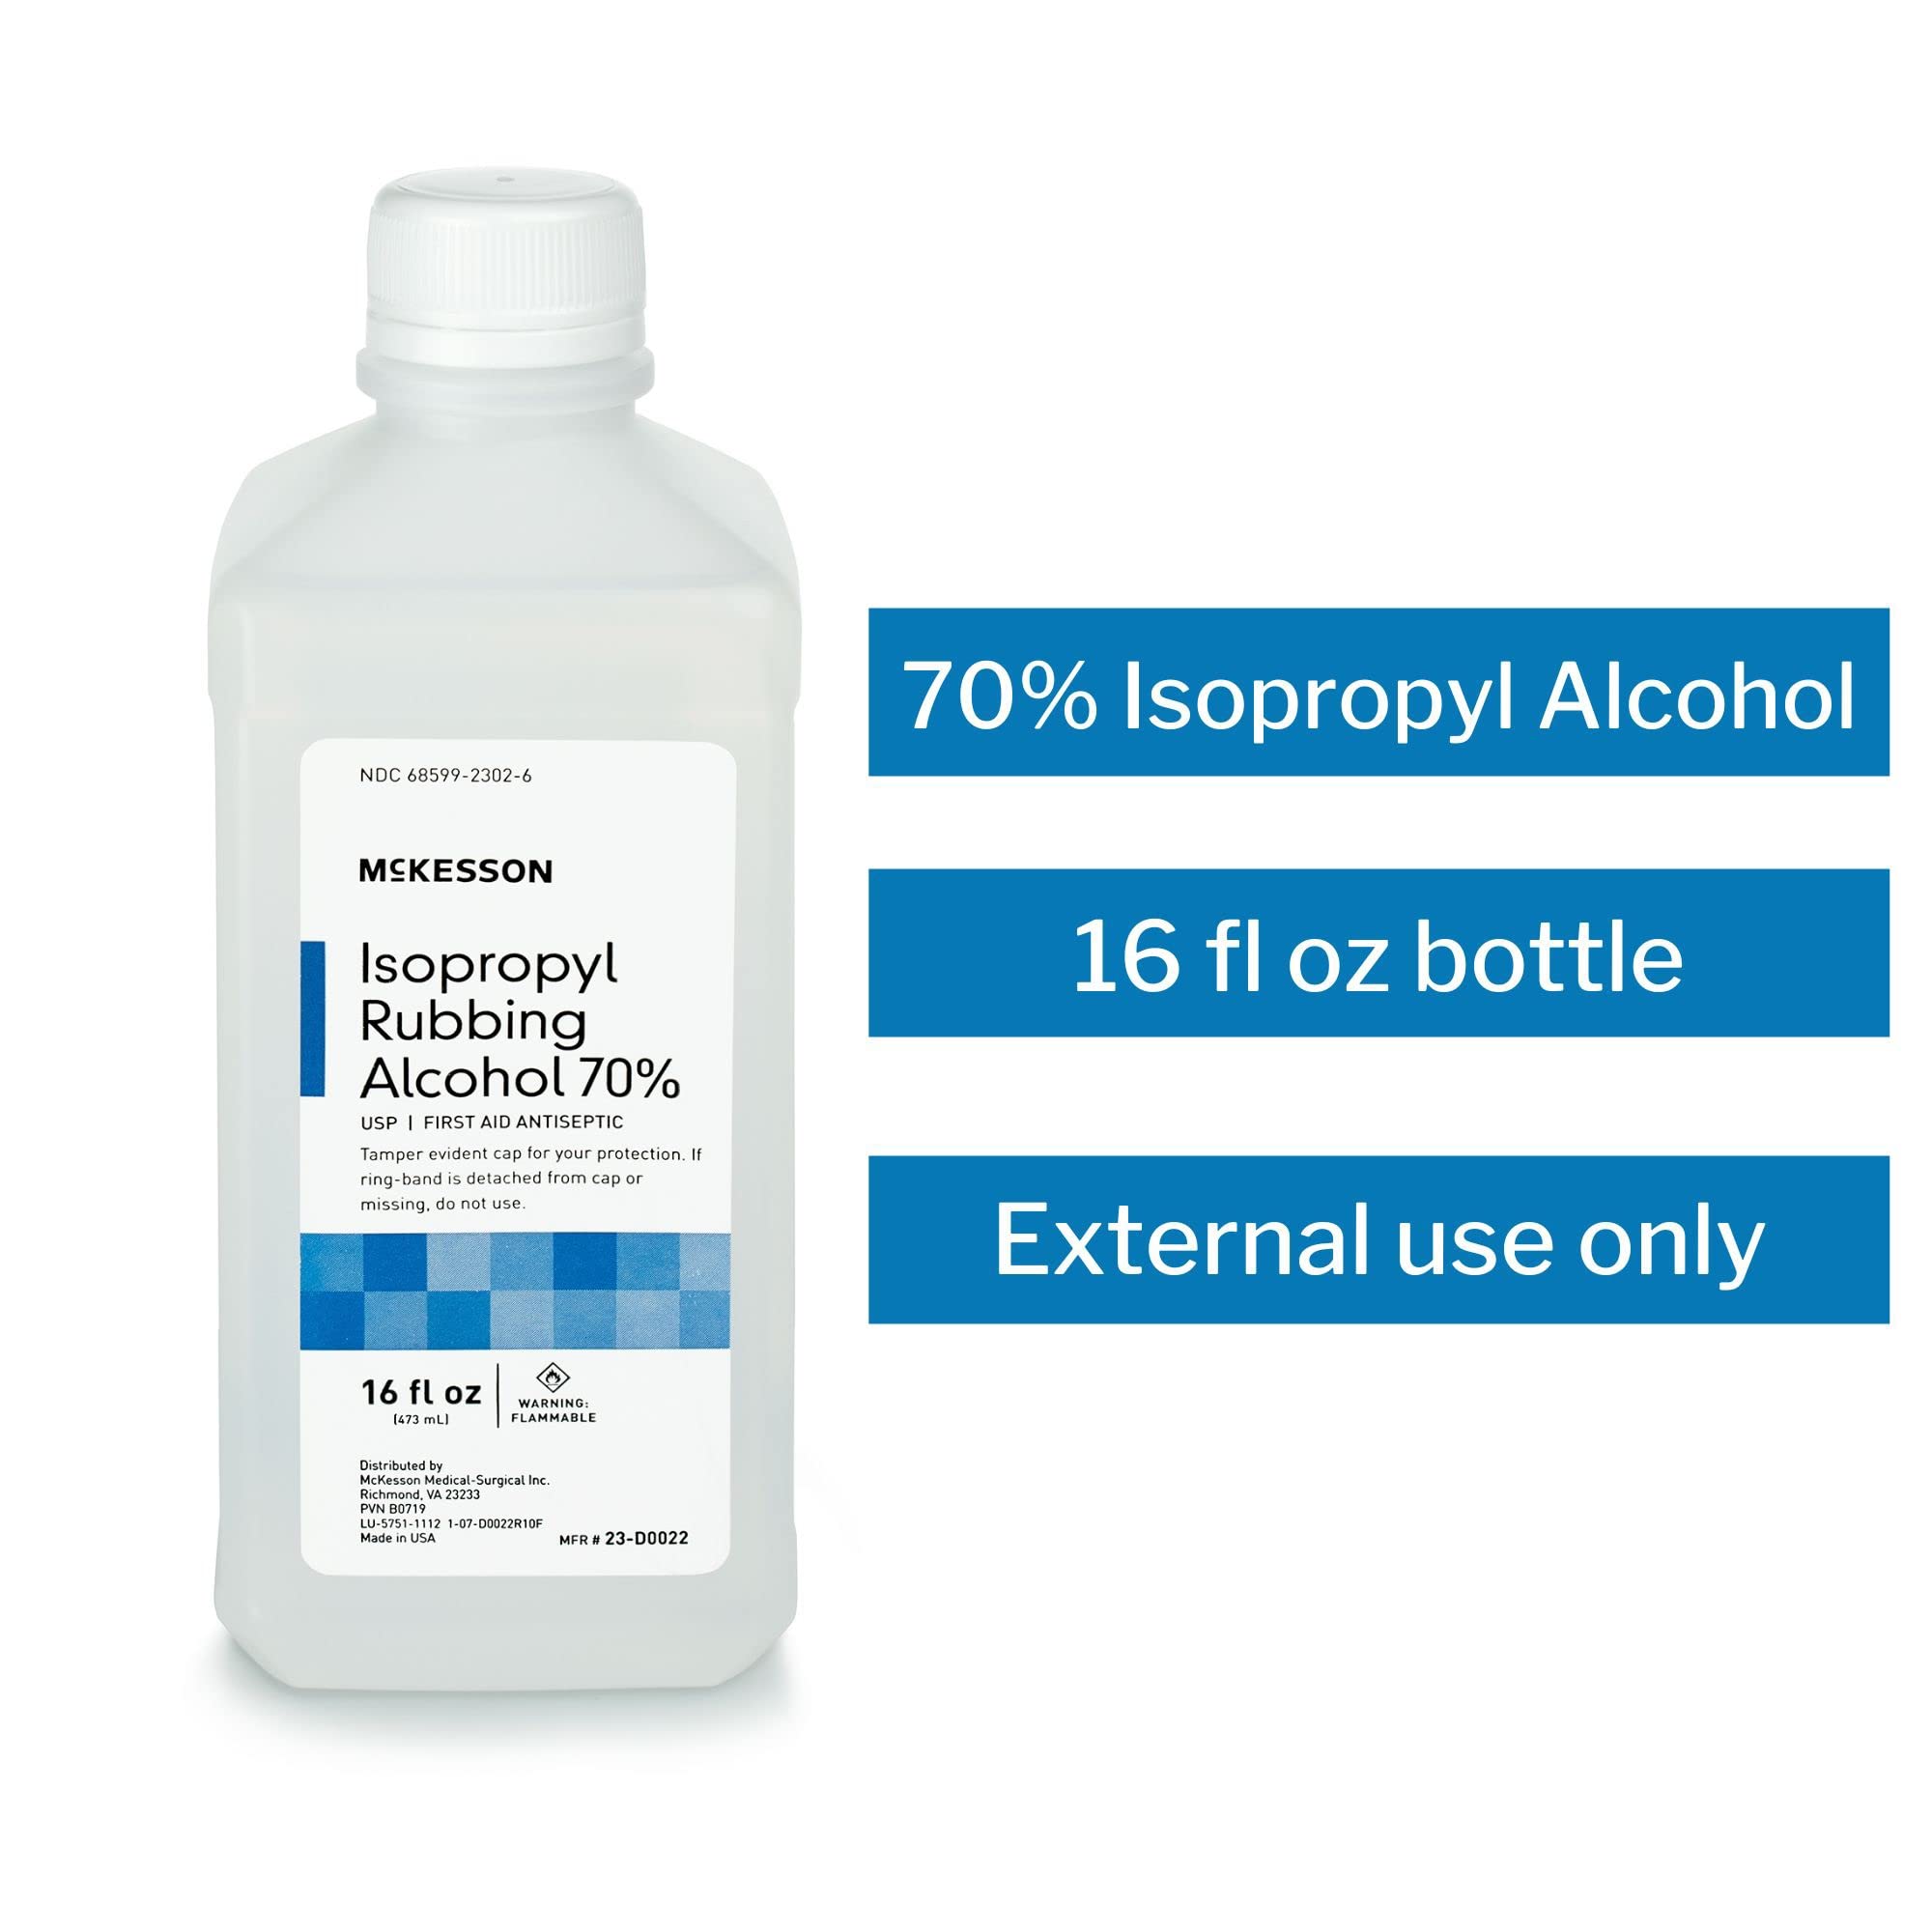 NDC 68599-2302-6
McKESSON
Isopropyl
Rubbing
Alcohol 70%
USP | FIRST AID ANTISEPTIC
Tamper evident cap for your protection. If
ring-band is detached from cap or
missing, do not use.
16 fl oz
(473 mL)
WARNING:
FLAMMABLE
Distributed by
McKesson Medical-Surgical Inc.
Richmond, VA 23233
PVN B0719
LU-5751-1112 1-07-D0022R10F
Made in USA
MFR # 23-D0022
70% Isopropyl Alcohol
16 fl oz bottle
External use only